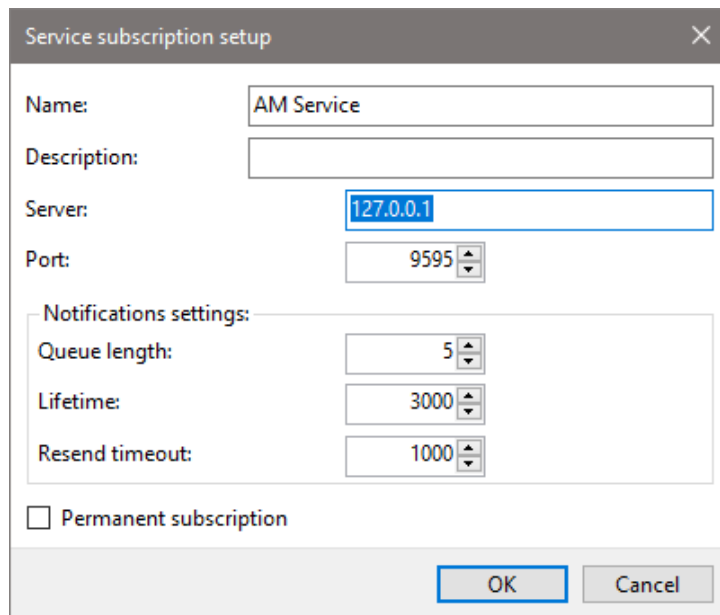 Service subscription setup
Name: AM Service
Description:
Server: 127.0.0.1
Port: 9595
Notifications settings:
Queue length: 5
Lifetime: 3000
Resend timeout: 1000
Permanent subscription
OK Cancel